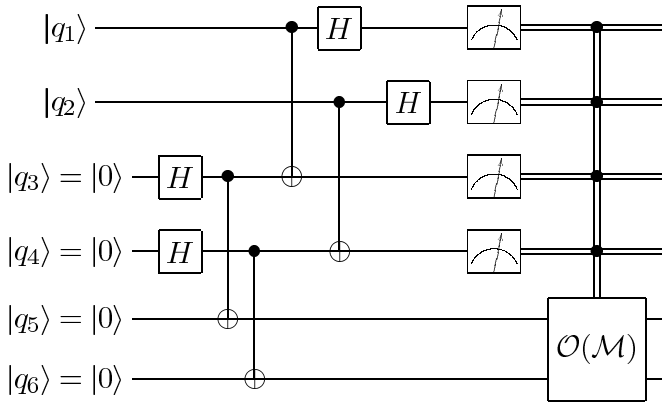 |q₁⟩ H
|q₂⟩ H
|q₃⟩ = |0⟩ H
|q₄⟩ = |0⟩ H
|q₅⟩ = |0⟩
𝒪(ℳ)
|q₆⟩ = |0⟩